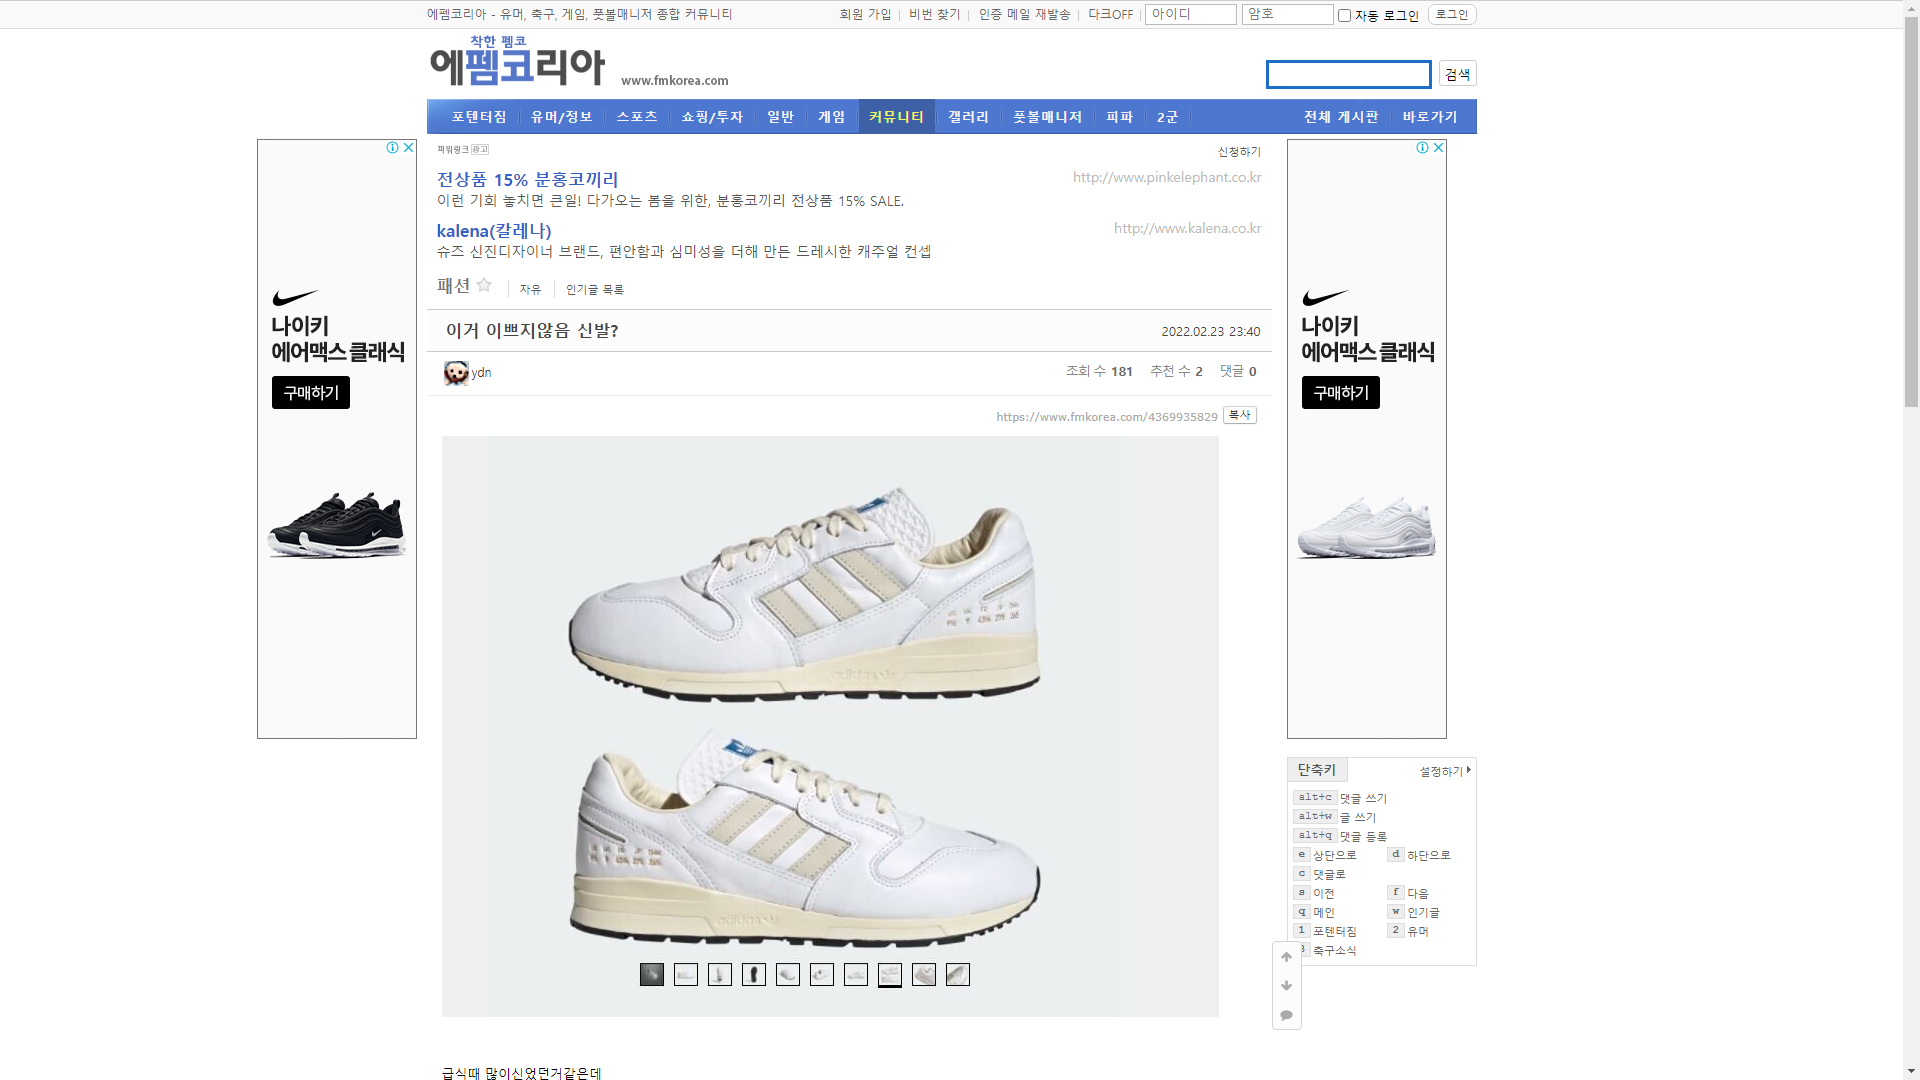 에펨코리아 - 유머, 축구, 게임, 풋볼매니저 종합 커뮤니티 회원 가입 비번 찾기 인증 메일 재발송 다크OFF 아이디 암호 자동 로그인 로그인
착한 펨코
에펨코리아 www.fmkorea.com 검색
포텐터짐 유머/정보 스포츠 쇼핑/투자 일반 게임 커뮤니티 갤러리 풋볼매니저 피파 2군 전체 게시판 바로가기
파워링크 광고 신청하기
전상품 15% 분홍코끼리 http://www.pinkelephant.co.kr
이런 기회 놓치면 큰일! 다가오는 봄을 위한, 분홍코끼리 전상품 15% SALE.
kalena(칼레나) http://www.kalena.co.kr
슈즈 신진디자이너 브랜드, 편안함과 심미성을 더해 만든 드레시한 캐주얼 컨셉
패션 자유 인기글 목록
이거 이쁘지않음 신발? 2022.02.23 23:40
ydn 조회 수 181 추천 수 2 댓글 0
https://www.fmkorea.com/4369935829 복사
나이키
에어맥스 클래식
구매하기
나이키
에어맥스 클래식
구매하기
adidas
adidas
급식때 많이신었던거같은데
단축키 설정하기
alt+c 댓글 쓰기
alt+w 글 쓰기
alt+q 댓글 등록
e 상단으로 d 하단으로
c 댓글로
s 이전 f 다음
q 메인 w 인기글
1 포텐터짐 2 유머
축구소식